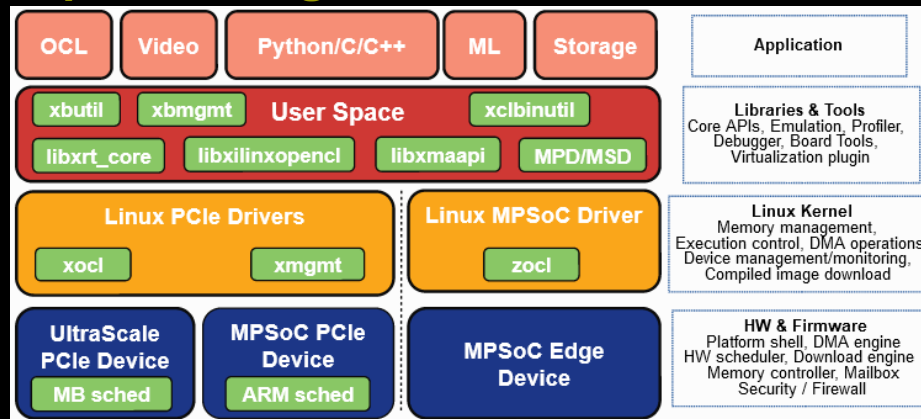 OCL
Video
Python/C/C++
ML
Storage
Application
xbutil
xbmgmt
User Space
xclbinutil
libxrt_core
libxilinxopencl
libxmaapi
MPD/MSD
Libraries & Tools
Core APIs, Emulation, Profiler,
Debugger, Board Tools,
Virtualization plugin
Linux PCIe Drivers
xocl
xmgmt
Linux MPSoC Driver
zocl
Linux Kernel
Memory management,
Execution control, DMA operations
Device management/monitoring,
Compiled image download
UltraScale
PCIe Device
MB sched
MPSoC PCIe
Device
ARM sched
MPSoC Edge
Device
HW & Firmware
Platform shell, DMA engine
HW scheduler, Download engine
Memory controller, Mailbox
Security / Firewall